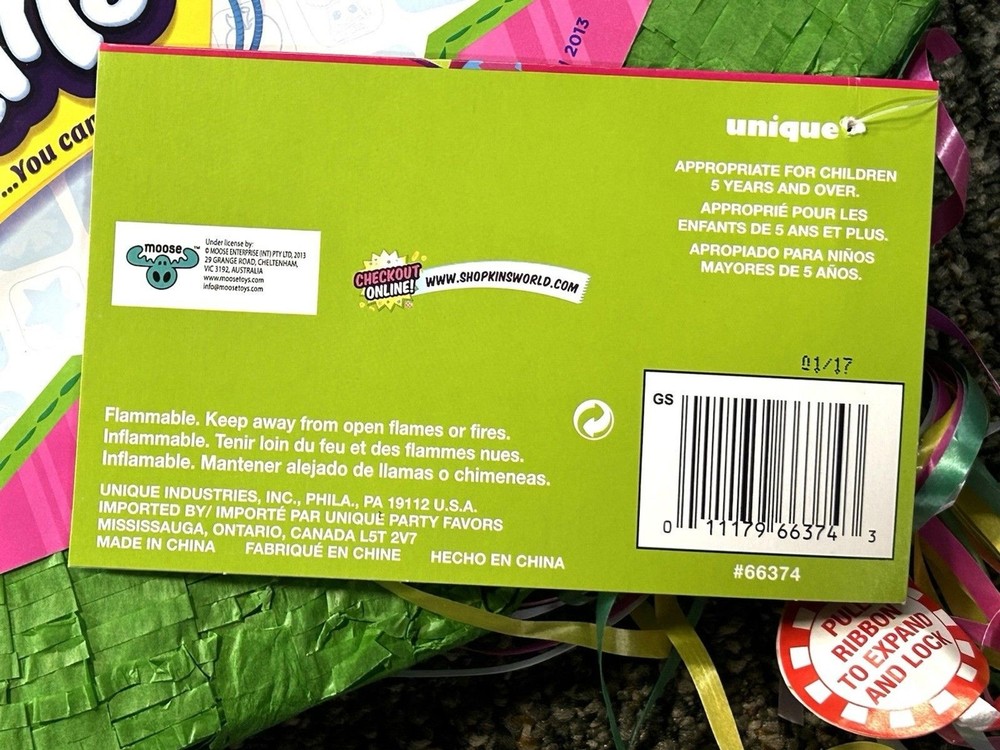 2013
...You can
unique
APPROPRIATE FOR CHILDREN
5 YEARS AND OVER.
APPROPRIÉ POUR LES
ENFANTS DE 5 ANS ET PLUS.
APROPIADO PARA NIÑOS
MAYORES DE 5 AÑOS.
moose™
Under license by:
© MOOSE ENTERPRISE (INT) PTY LTD, 2013
29 GRANGE ROAD, CHELTENHAM,
VIC 3192, AUSTRALIA
www.moosetoys.com
info@moosetoys.com
CHECKOUT
ONLINE!
WWW.SHOPKINSWORLD.COM
01/17
GS
0 11179 66374 3
#66374
Flammable. Keep away from open flames or fires.
Inflammable. Tenir loin du feu et des flammes nues.
Inflamable. Mantener alejado de llamas o chimeneas.
UNIQUE INDUSTRIES, INC., PHILA., PA 19112 U.S.A.
IMPORTED BY/ IMPORTÉ PAR UNIQUE PARTY FAVORS
MISSISSAUGA, ONTARIO, CANADA L5T 2V7
MADE IN CHINA FABRIQUÉ EN CHINE HECHO EN CHINA
PULL
RIBBON
TO EXPAND
AND LOCK